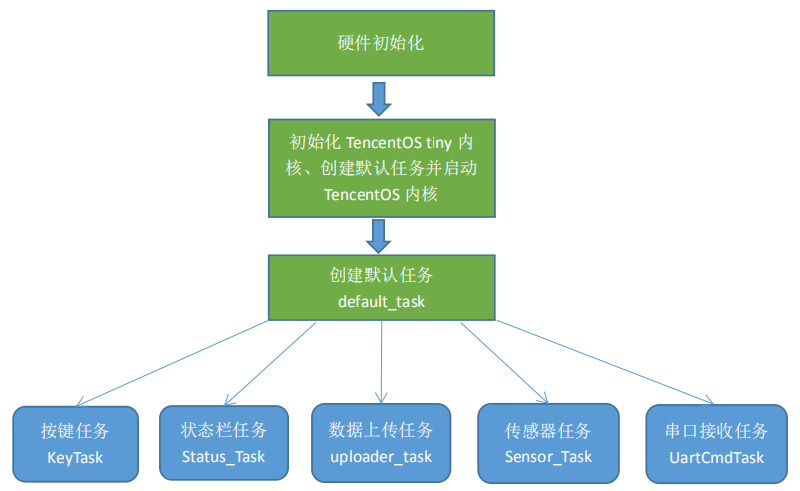 硬件初始化
初始化 TencentOS tiny 内
核、创建默认任务并启动
TencentOS 内核
创建默认任务
default_task
按键任务
KeyTask
状态栏任务
Status_Task
数据上传任务
uploader_task
传感器任务
Sensor_Task
串口接收任务
UartCmdTask